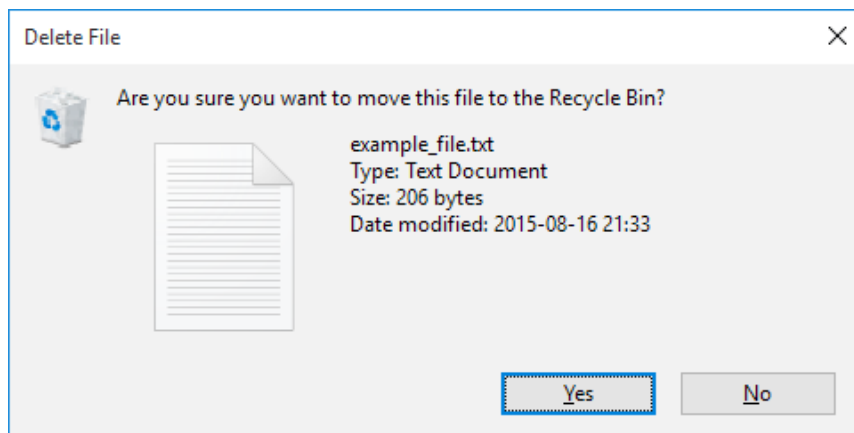 Delete File
Are you sure you want to move this file to the Recycle Bin?
example_file.txt
Type: Text Document
Size: 206 bytes
Date modified: 2015-08-16 21:33
Yes
No